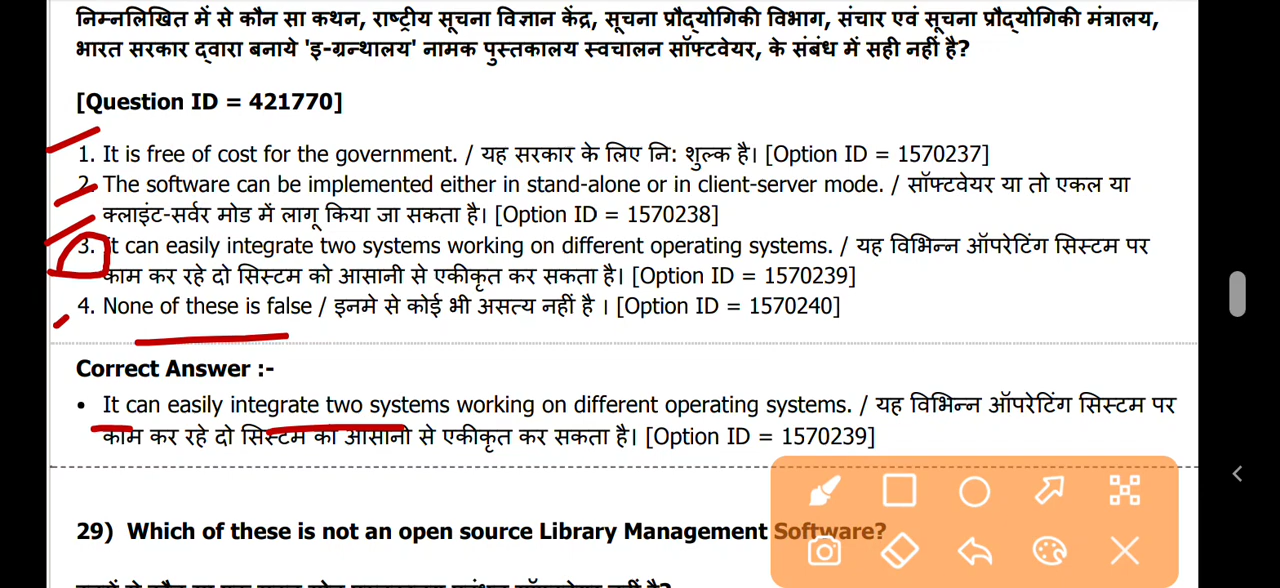 निम्नलिखित में से कौन सा कथन, राष्ट्रीय सूचना विज्ञान केंद्र, सूचना प्रौद्योगिकी विभाग, संचार एवं सूचना प्रौद्योगिकी मंत्रालय,
भारत सरकार द्वारा बनाये 'इ-ग्रन्थालय' नामक पुस्तकालय स्वचालन सॉफ्टवेयर, के संबंध में सही नहीं है?
[Question ID = 421770]
1. It is free of cost for the government. / यह सरकार के लिए नि: शुल्क है। [Option ID = 1570237]
2. The software can be implemented either in stand-alone or in client-server mode. / सॉफ्टवेयर या तो एकल या
क्लाइंट-सर्वर मोड में लागू किया जा सकता है। [Option ID = 1570238]
3. It can easily integrate two systems working on different operating systems. / यह विभिन्न ऑपरेटिंग सिस्टम पर
काम कर रहे दो सिस्टम को आसानी से एकीकृत कर सकता है। [Option ID = 1570239]
4. None of these is false / इनमे से कोई भी असत्य नहीं है । [Option ID = 1570240]
Correct Answer :-
• It can easily integrate two systems working on different operating systems. / यह विभिन्न ऑपरेटिंग सिस्टम पर
काम कर रहे दो सिस्टम को आसानी से एकीकृत कर सकता है। [Option ID = 1570239]
29) Which of these is not an open source Library Management Software?